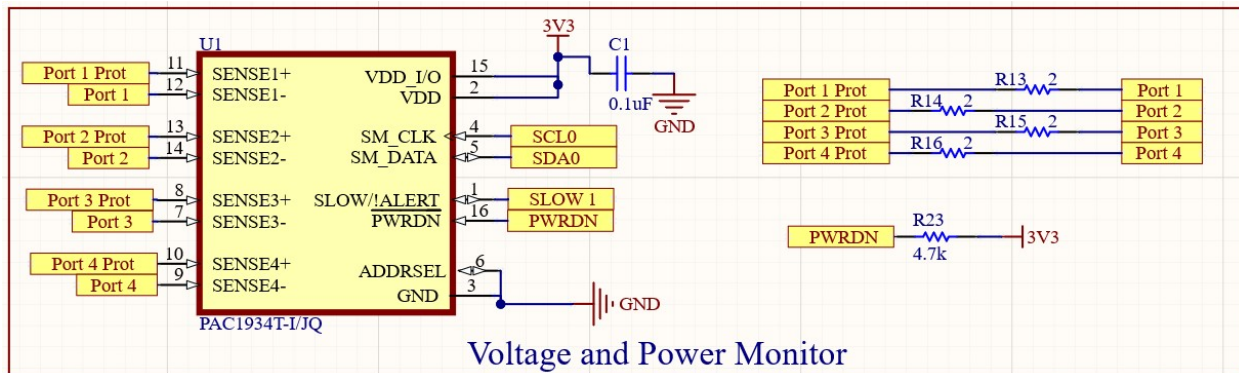 U1
3V3
C1
0.1uF
GND
Port 1 Prot 11 SENSE1+ VDD_I/O 15
Port 1 12 SENSE1- VDD 2
Port 2 Prot 13 SENSE2+ SM_CLK 4 SCL0
Port 2 14 SENSE2- SM_DATA 5 SDA0
Port 3 Prot 8 SENSE3+ SLOW/!ALERT 1 SLOW 1
Port 3 7 SENSE3- PWRDN 16 PWRDN
Port 4 Prot 10 SENSE4+ ADDRSEL 6
Port 4 9 SENSE4- GND 3 GND
PAC1934T-I/JQ
Port 1 Prot R13 2 Port 1
Port 2 Prot R14 2 Port 2
Port 3 Prot R15 2 Port 3
Port 4 Prot R16 2 Port 4
R23
PWRDN 3V3
4.7k
Voltage and Power Monitor